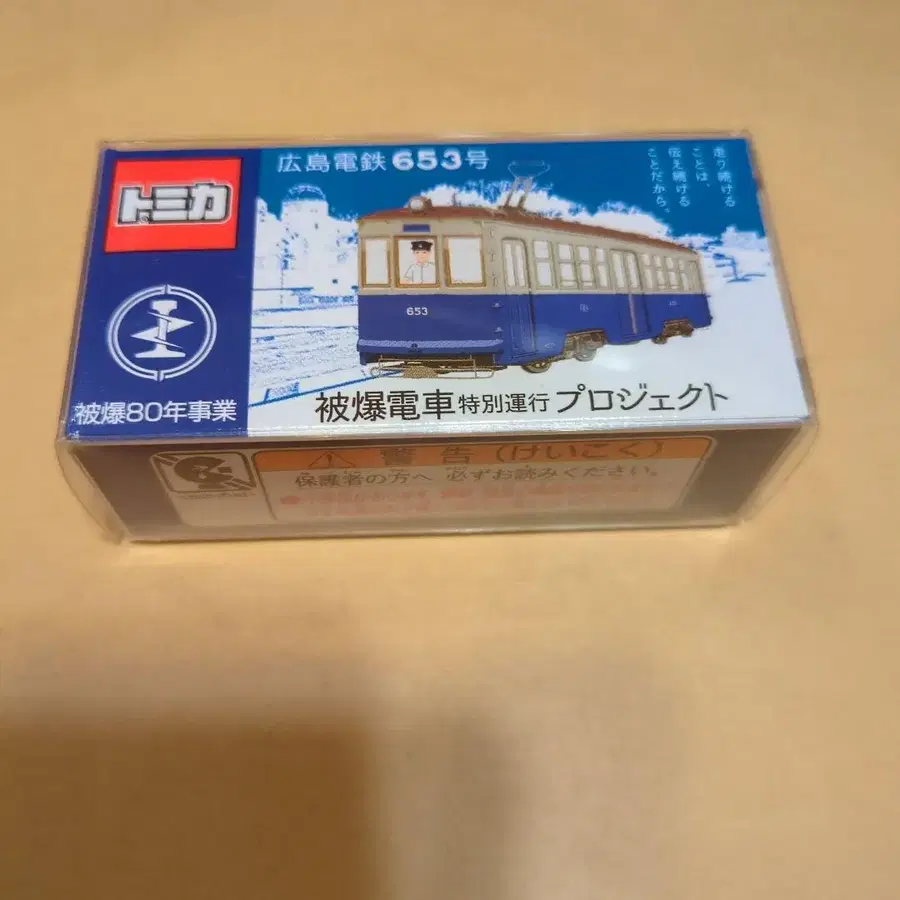 トミカ
広島電鉄653号
走り続ける
ことは、
伝え続ける
ことだから。
653
被爆80年事業
被爆電車特別運行プロジェクト
警告(けいこく)
保護者の方へ 必ずお読みください。